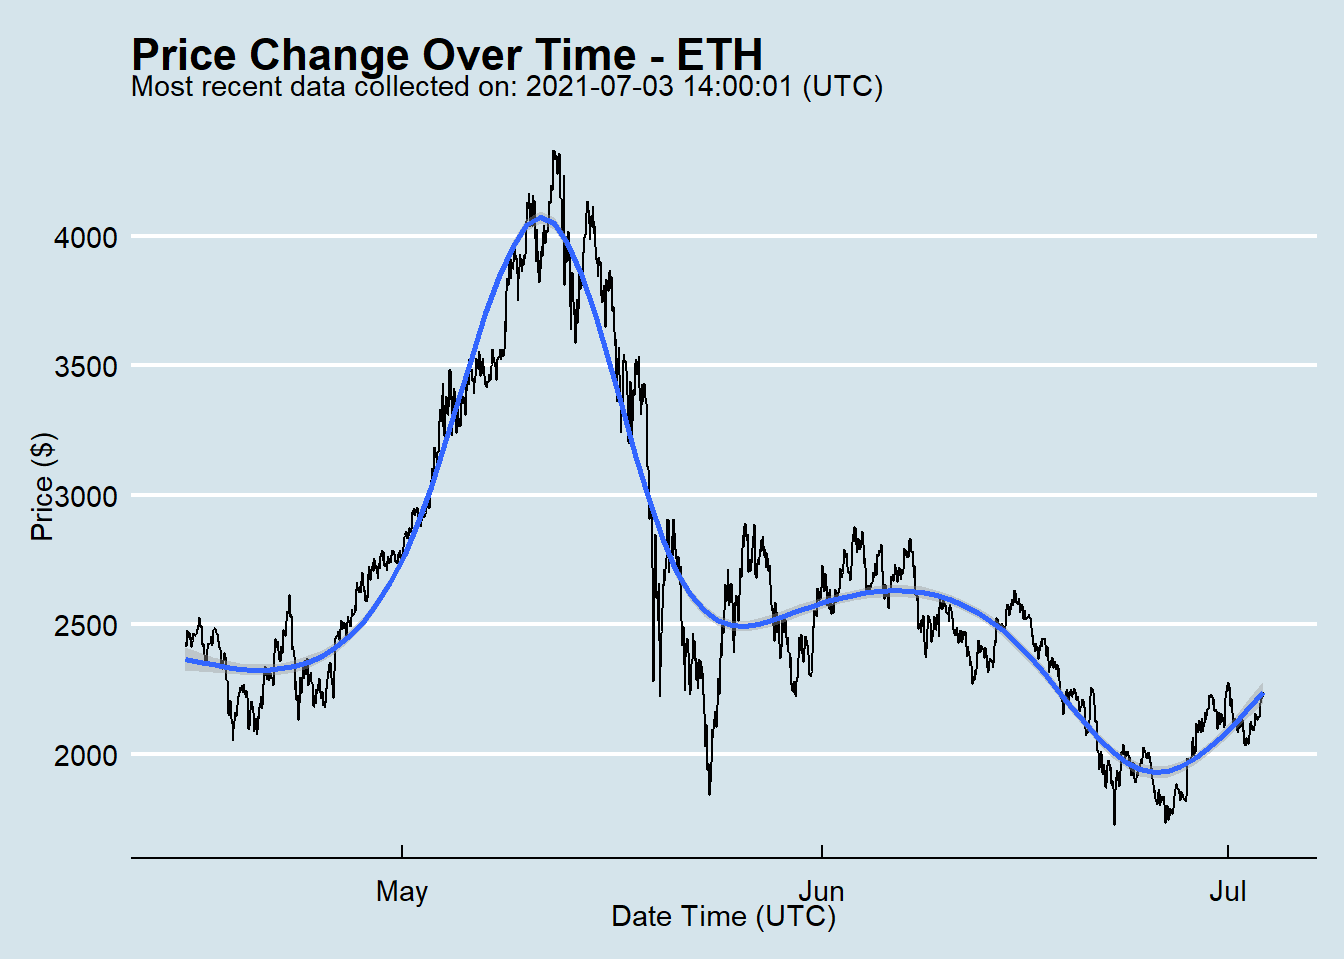 Price Change Over Time - ETH
Most recent data collected on: 2021-07-03 14:00:01 (UTC)
4000
3500
3000
2500
2000
Price ($)
May
Jun
Jul
Date Time (UTC)